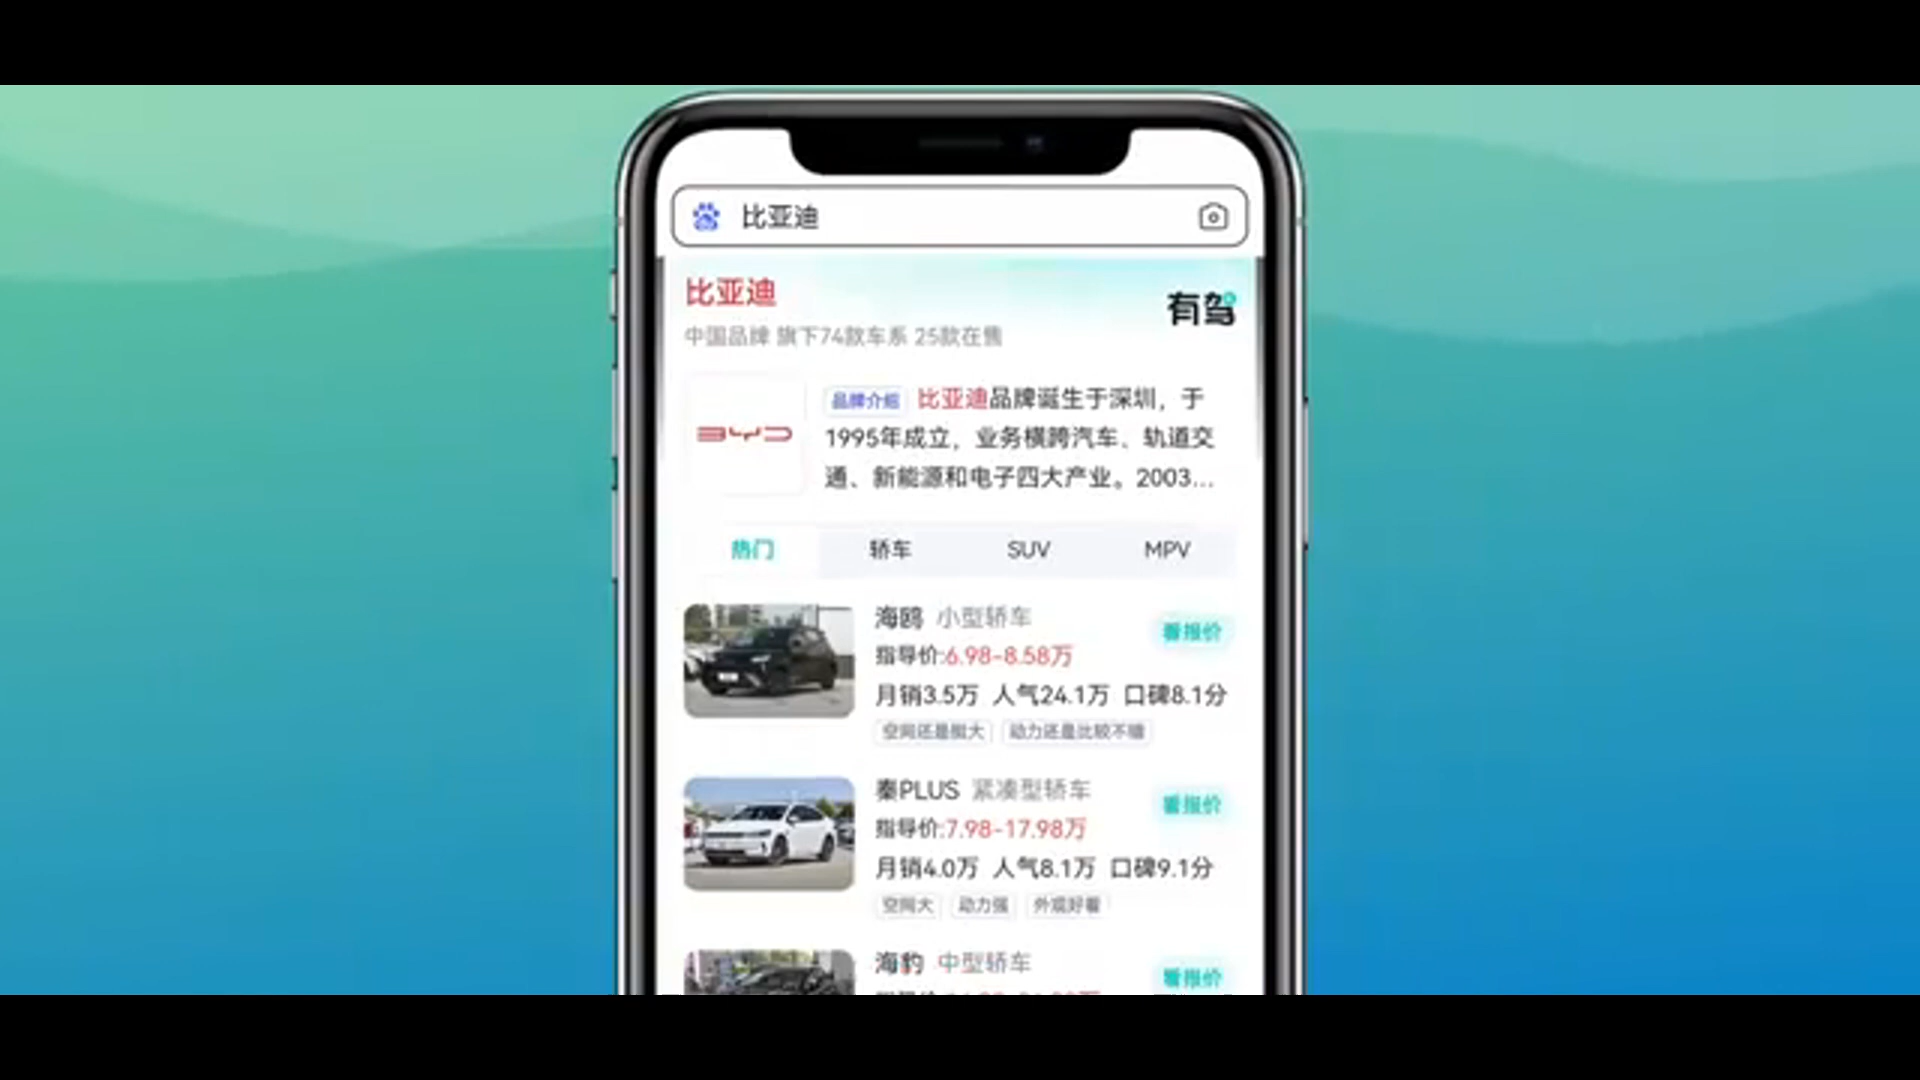 比亚迪
比亚迪
有驾
中国品牌 旗下74款车系 25款在售
BYD
品牌介绍 比亚迪品牌诞生于深圳，于
1995年成立，业务横跨汽车、轨道交
通、新能源和电子四大产业。2003...
热门 轿车 SUV MPV
海鸥 小型轿车
看报价
指导价:6.98-8.58万
月销3.5万 人气24.1万 口碑8.1分
空间还是挺大 动力还是比较不错
秦PLUS 紧凑型轿车
看报价
指导价:7.98-17.98万
月销4.0万 人气8.1万 口碑9.1分
空间大 动力强 外观好看
海豹 中型轿车
看报价